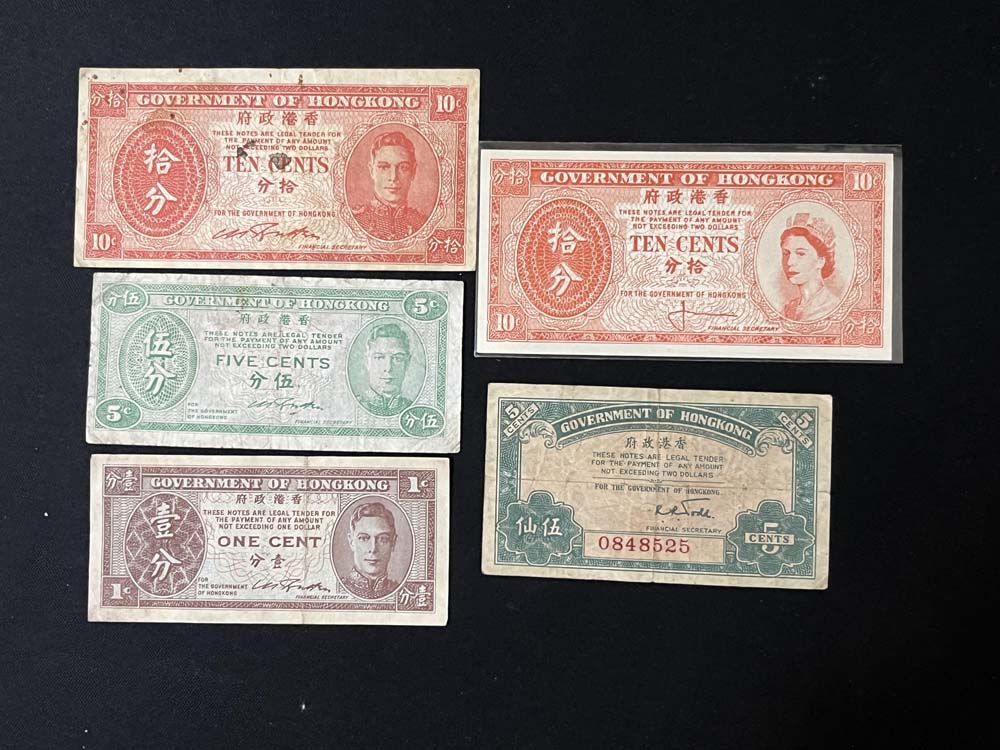 分拾 GOVERNMENT OF HONGKONG 10c
府政港香
THESE NOTES ARE LEGAL TENDER FOR
THE PAYMENT OF ANY AMOUNT
NOT EXCEEDING TWO DOLLARS
TEN CENTS
拾分
分拾
FOR THE GOVERNMENT OF HONGKONG
FINANCIAL SECRETARY
10c 分拾
分伍 GOVERNMENT OF HONGKONG 5c
府政港香
THESE NOTES ARE LEGAL TENDER
FOR THE PAYMENT OF ANY AMOUNT
NOT EXCEEDING TWO DOLLARS
FIVE CENTS
伍分
分伍
FOR
THE GOVERNMENT
OF HONGKONG
FINANCIAL SECRETARY
5c 分伍
分壹 GOVERNMENT OF HONGKONG 1c
府政港香
THESE NOTES ARE LEGAL TENDER FOR
THE PAYMENT OF ANY AMOUNT
NOT EXCEEDING ONE DOLLAR
ONE CENT
壹分
分壹
FOR
THE GOVERNMENT
OF HONGKONG
FINANCIAL SECRETARY
1c 分壹
分拾 GOVERNMENT OF HONGKONG 10c
府政港香
THESE NOTES ARE LEGAL TENDER FOR
THE PAYMENT OF ANY AMOUNT
NOT EXCEEDING TWO DOLLARS
TEN CENTS
拾分
分拾
FOR THE GOVERNMENT OF HONGKONG
FINANCIAL SECRETARY
10c 分拾
5 CENTS GOVERNMENT OF HONGKONG 5 CENTS
府政港香
THESE NOTES ARE LEGAL TENDER
FOR THE PAYMENT OF ANY AMOUNT
NOT EXCEEDING TWO DOLLARS
FOR THE GOVERNMENT OF HONGKONG
FINANCIAL SECRETARY
仙伍 0848525 5 CENTS